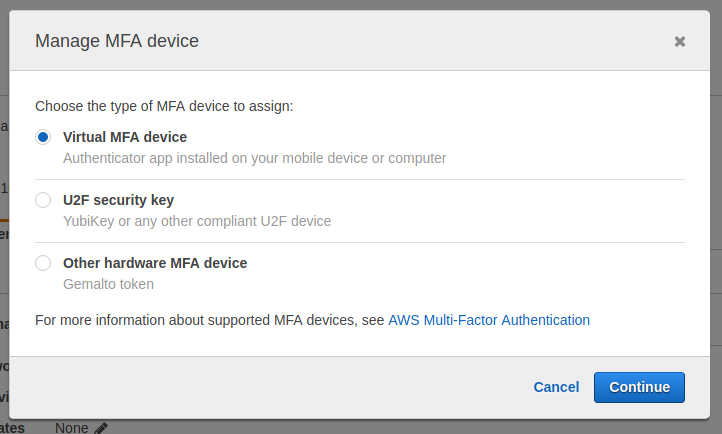 Manage MFA device
Choose the type of MFA device to assign:
Virtual MFA device
Authenticator app installed on your mobile device or computer
U2F security key
YubiKey or any other compliant U2F device
Other hardware MFA device
Gemalto token
For more information about supported MFA devices, see AWS Multi-Factor Authentication
Cancel Continue
None